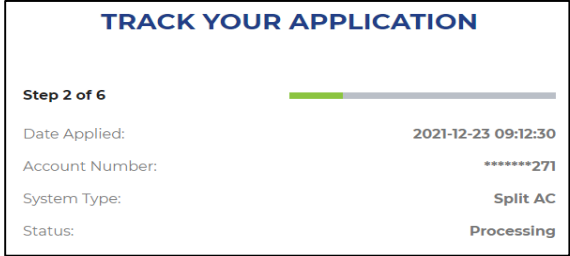 TRACK YOUR APPLICATION
Step 2 of 6
Date Applied: 2021-12-23 09:12:30
Account Number: *******271
System Type: Split AC
Status: Processing